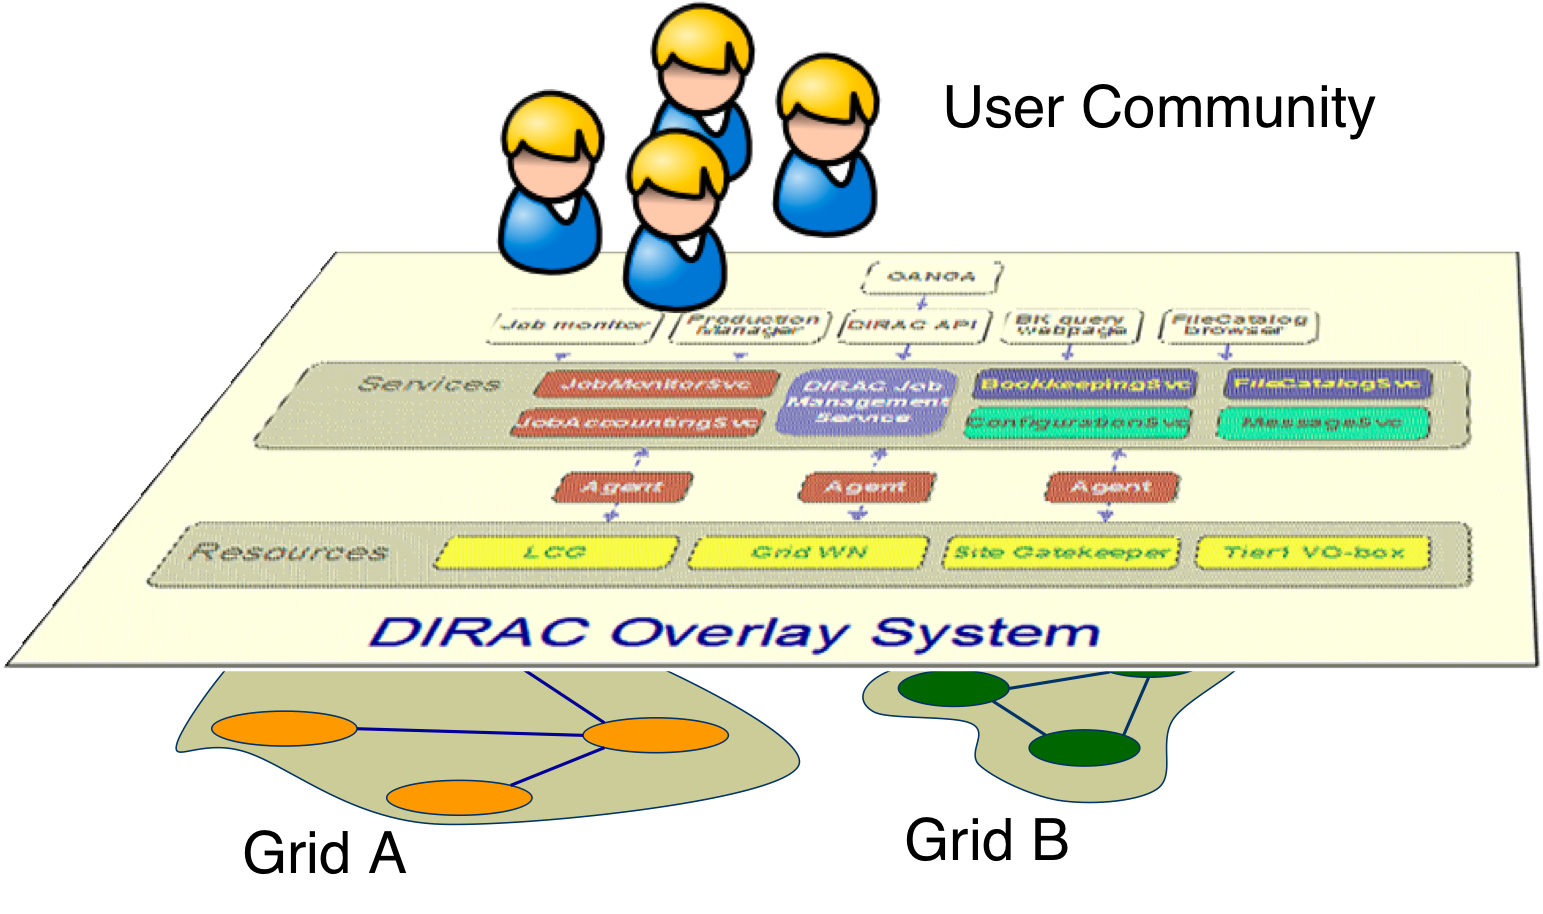 User Community
GANGA
Job monitor
Production
Manager
DIRAC API
BK query
webpage
FileCatalog
browser
Services
JobMonitorSvc
DIRAC Job
Management
Service
BookkeepingSvc
FileCatalogSvc
JobAccountingSvc
ConfigurationSvc
MessageSvc
Agent
Agent
Agent
Resources
LCG
Grid WN
Site Gatekeeper
Tier1 VO-box
DIRAC Overlay System
Grid A
Grid B